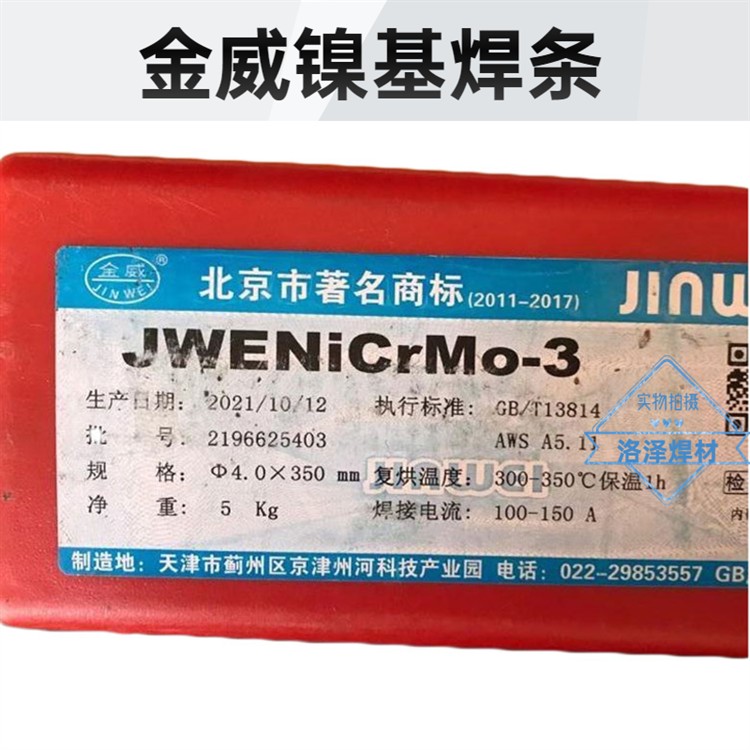 金威镍基焊条
金威®
JINWEI
北京市著名商标(2011-2017)
JWENiCrMo-3
生产日期: 2021/10/12 执行标准: GB/T13814
批 号: 2196625403 AWS A5.11
规 格: Φ4.0×350 mm 复烘温度: 300-350℃保温1h
净 重: 5 Kg 焊接电流: 100-150 A
检
制造地: 天津市蓟州区京津州河科技产业园 电话: 022-29853557 GB
实物拍摄
洛泽焊材